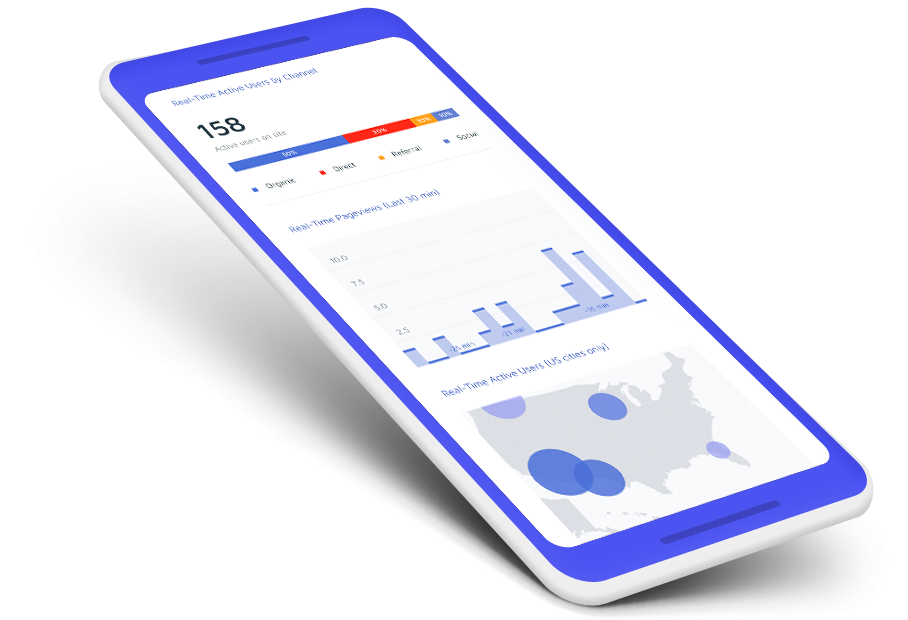 Real-Time Active Users by Channel
158
Active users on site
50% 30% 10% 10%
Organic Direct Referral Social
Real-Time Pageviews (Last 30 min)
10.0
7.5
5.0
2.5
-26 min -21 min -16 min
Real-Time Active Users (US cities only)